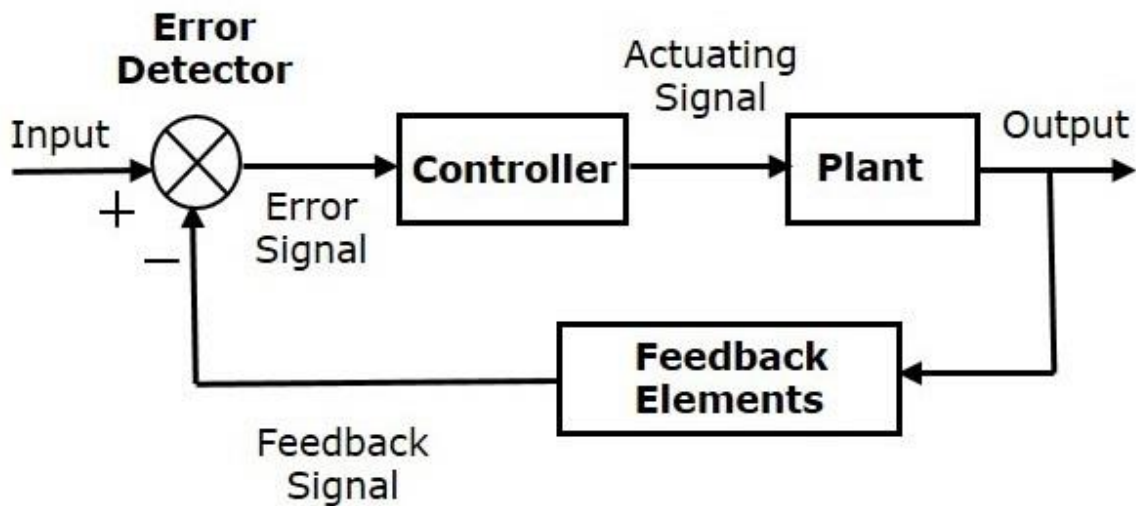 Error
Detector
Input
+
−
Error
Signal
Controller
Actuating
Signal
Plant
Output
Feedback
Elements
Feedback
Signal